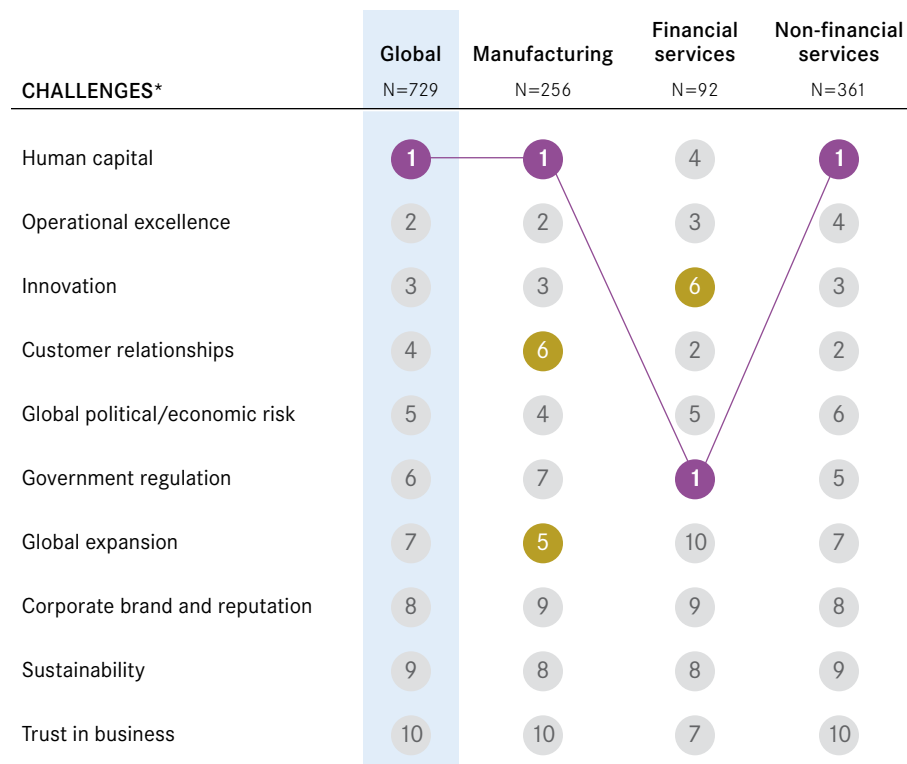 Financial Non-financial
Global Manufacturing services services
CHALLENGES* N=729 N=256 N=92 N=361
Human capital 1 1 4 1
Operational excellence 2 2 3 4
Innovation 3 3 6 3
Customer relationships 4 6 2 2
Global political/economic risk 5 4 5 6
Government regulation 6 7 1 5
Global expansion 7 5 10 7
Corporate brand and reputation 8 9 9 8
Sustainability 9 8 8 9
Trust in business 10 10 7 10